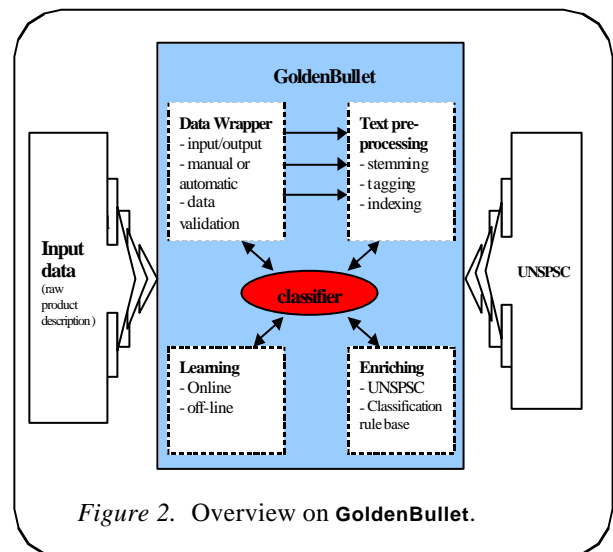 GoldenBullet
Data Wrapper
- input/output
- manual or
automatic
- data
validation
Text pre-
processing
- stemming
- tagging
- indexing
Input
data
(raw
product
description )
classifier
UNSPSC
Learning
- Online
- off-line
Enriching
- UNSPSC
- Classification
rule base
Figure 2. Overview on GoldenBullet.